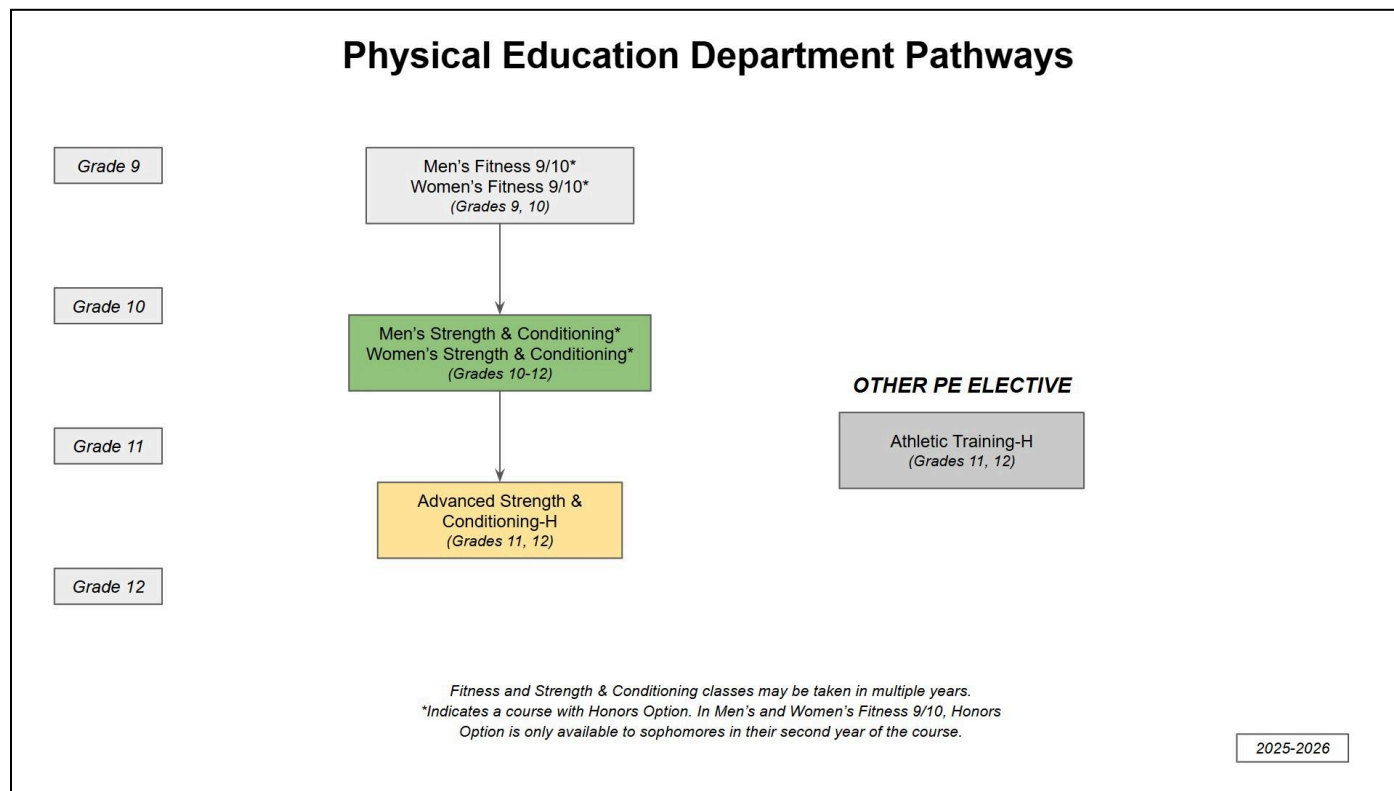 Physical Education Department Pathways
Grade 9
Men's Fitness 9/10*
Women's Fitness 9/10*
(Grades 9, 10)
Grade 10
Men's Strength & Conditioning*
Women's Strength & Conditioning*
(Grades 10-12)
OTHER PE ELECTIVE
Grade 11
Athletic Training-H
(Grades 11, 12)
Advanced Strength &
Conditioning-H
(Grades 11, 12)
Grade 12
Fitness and Strength & Conditioning classes may be taken in multiple years.
*Indicates a course with Honors Option. In Men's and Women's Fitness 9/10, Honors
Option is only available to sophomores in their second year of the course.
2025-2026